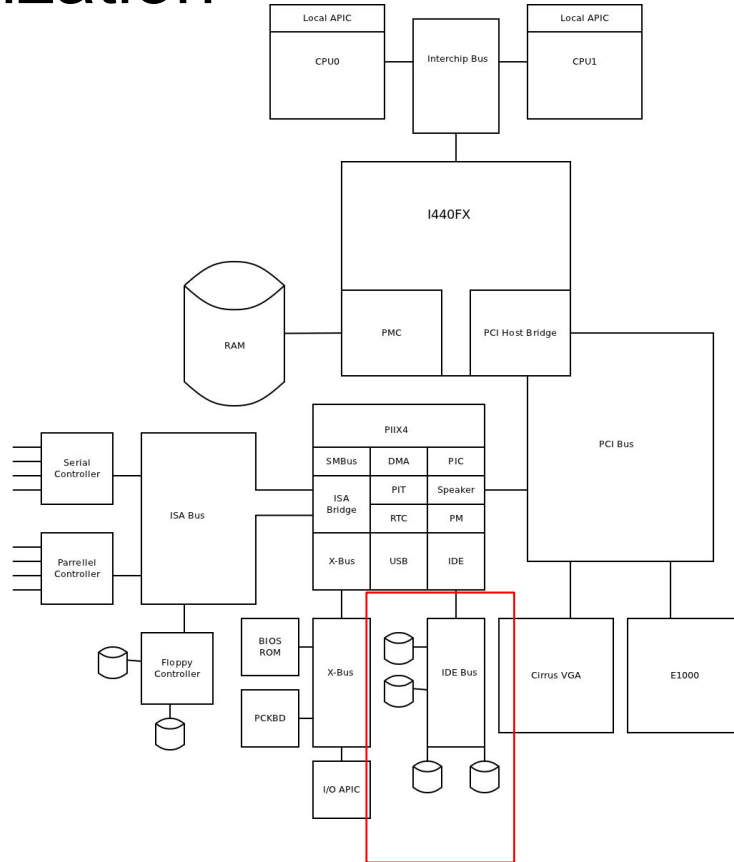 Local APIC
Local APIC
CPU0
Interchip Bus
CPU1
I440FX
RAM
PMC
PCI Host Bridge
PIIX4
PCI Bus
SMBus
DMA
PIC
Serial
Controller
ISA
Bridge
PIT
Speaker
ISA Bus
RTC
PM
Parrellel
Controller
X-Bus
USB
IDE
BIOS
ROM
Floppy
Controller
X-Bus
IDE Bus
Cirrus VGA
E1000
PCKBD
I/O APIC